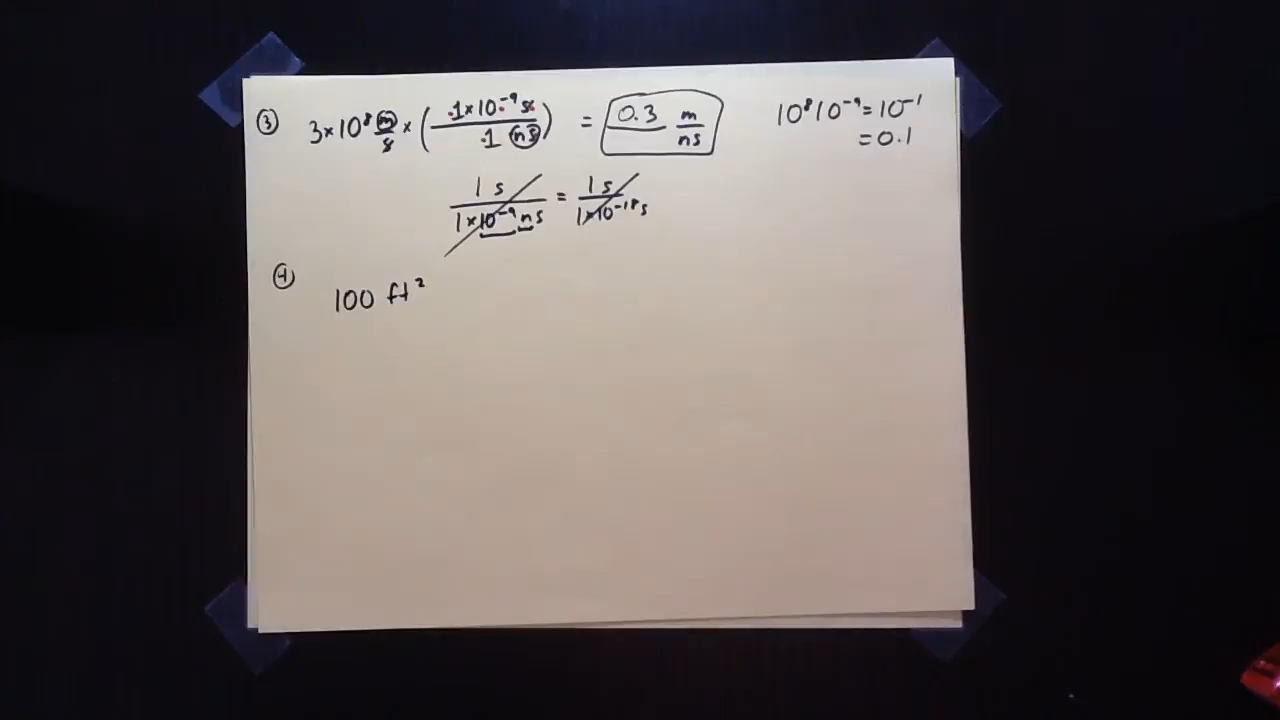 ③ 3×10⁸ m/s × (1×10⁻⁹ s / 1 ns) = 0.3 m/ns 10⁸10⁻⁹ = 10⁻¹
= 0.1
1 s / 1×10⁻⁹ ns = 1 s / 1×10⁻¹⁸ s
④ 100 ft²